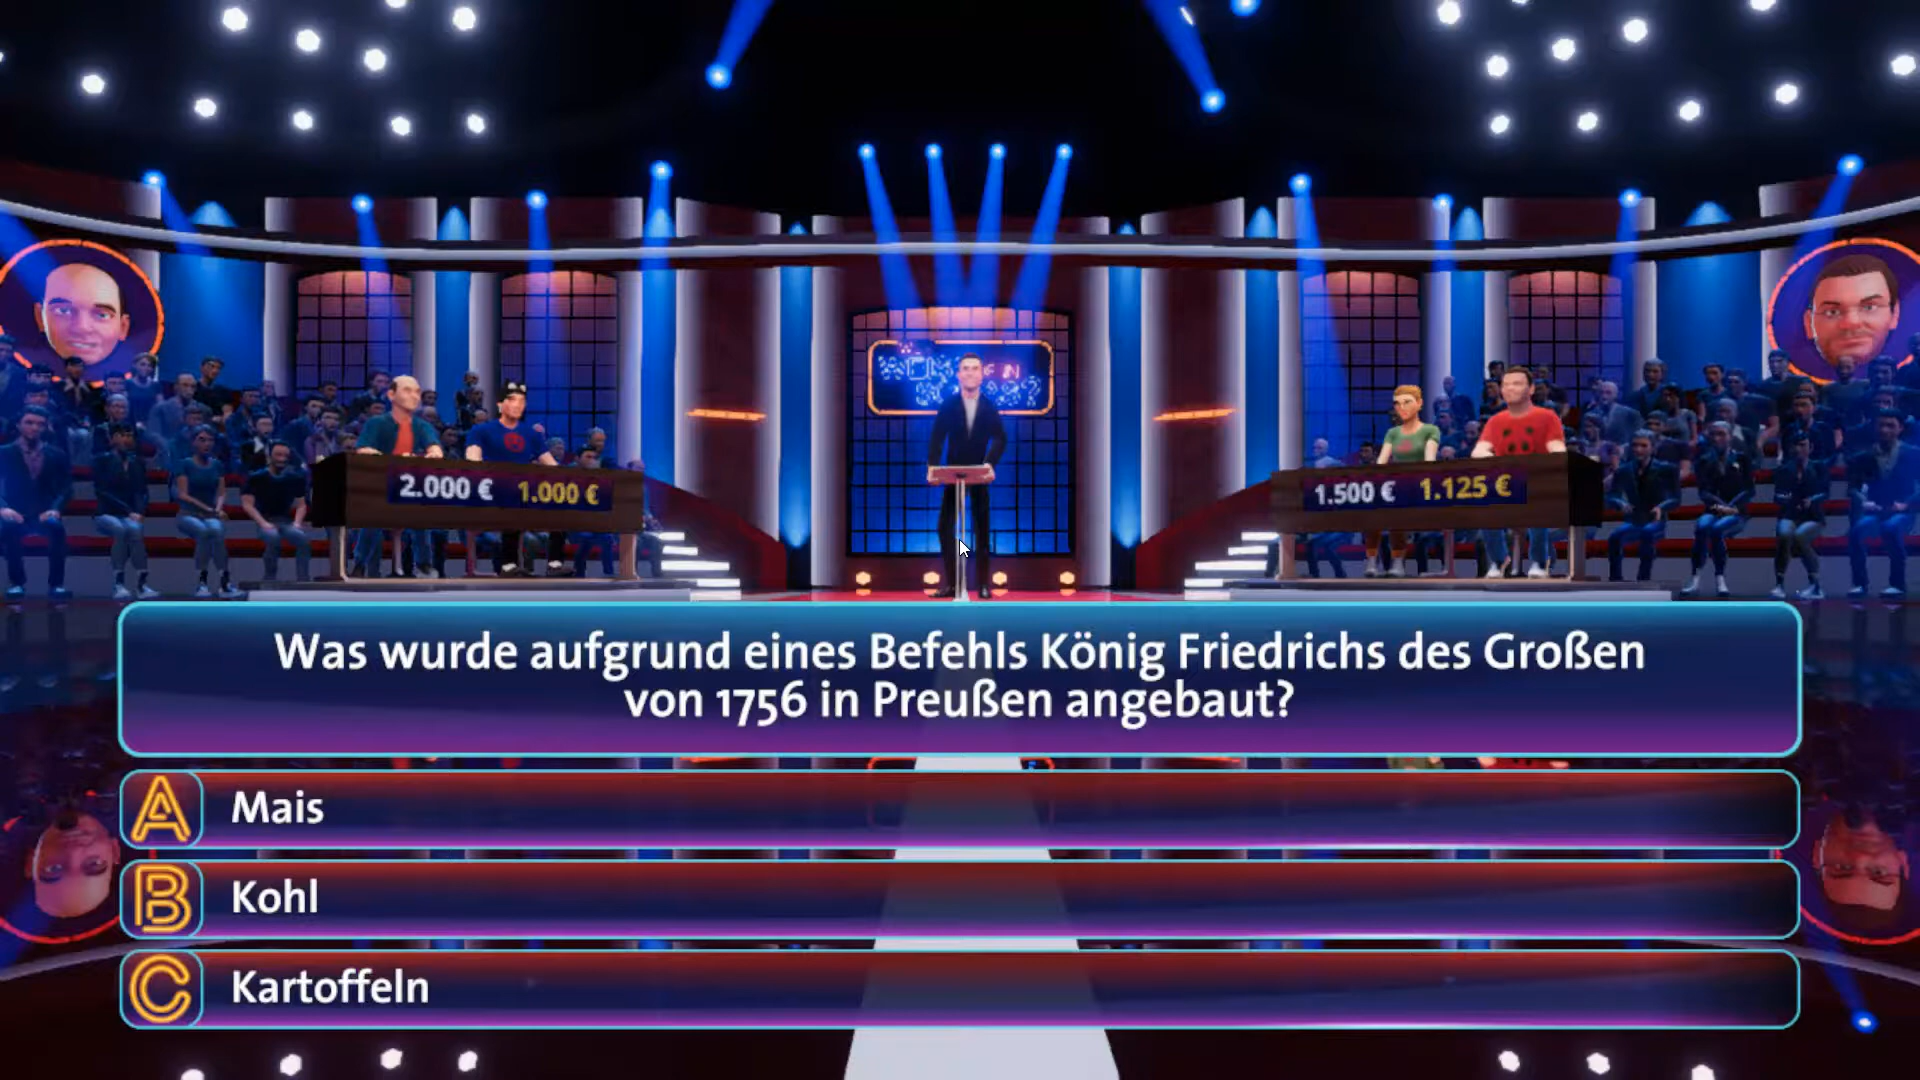 2.000 € 1.000 €
1.500 € 1.125 €
Was wurde aufgrund eines Befehls König Friedrichs des Großen
von 1756 in Preußen angebaut?
A Mais
B Kohl
C Kartoffeln